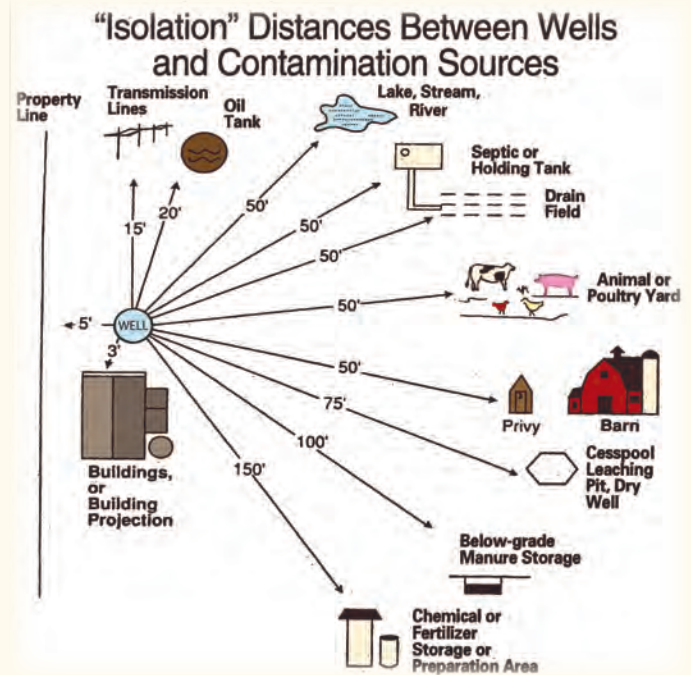 “Isolation” Distances Between Wells
and Contamination Sources
Property
Line
Transmission
Lines
Oil
Tank
Lake, Stream,
River
Septic or
Holding Tank
Drain
Field
Animal or
Poultry Yard
Privy
Barn
Cesspool
Leaching
Pit, Dry
Well
Below-grade
Manure Storage
Chemical or
Fertilizer
Storage or
Preparation Area
Buildings,
or
Building
Projection
WELL
5'
3'
15'
20'
50'
50'
50'
50'
50'
75'
100'
150'